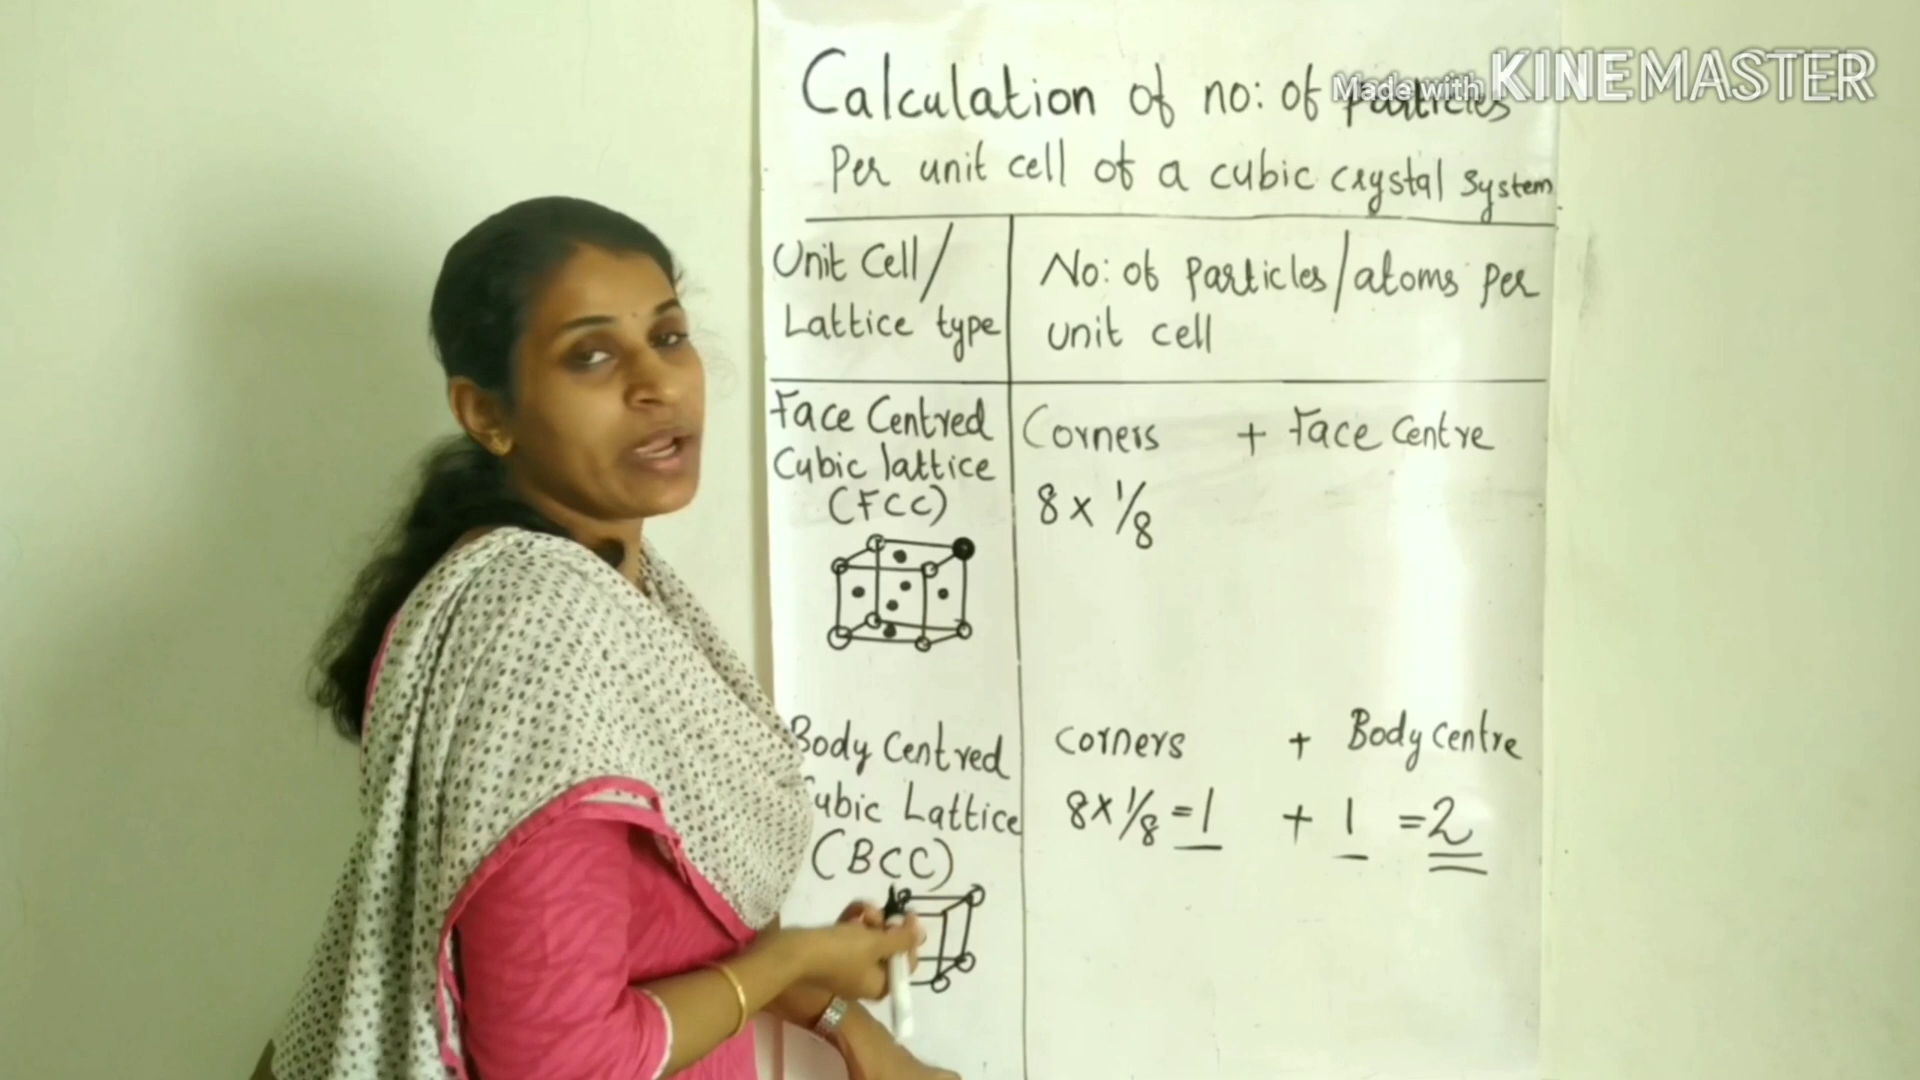 Made with KINEMASTER
Calculation of no: of particles
Per unit cell of a cubic crystal system
Unit Cell/
Lattice type
No: of Particles/atoms per
unit cell
Face Centred
Cubic lattice
(FCC)
Corners + Face Centre
8 x 1/8
Body Centred
Cubic Lattice
(BCC)
corners + Body centre
8 x 1/8 = 1 + 1 = 2